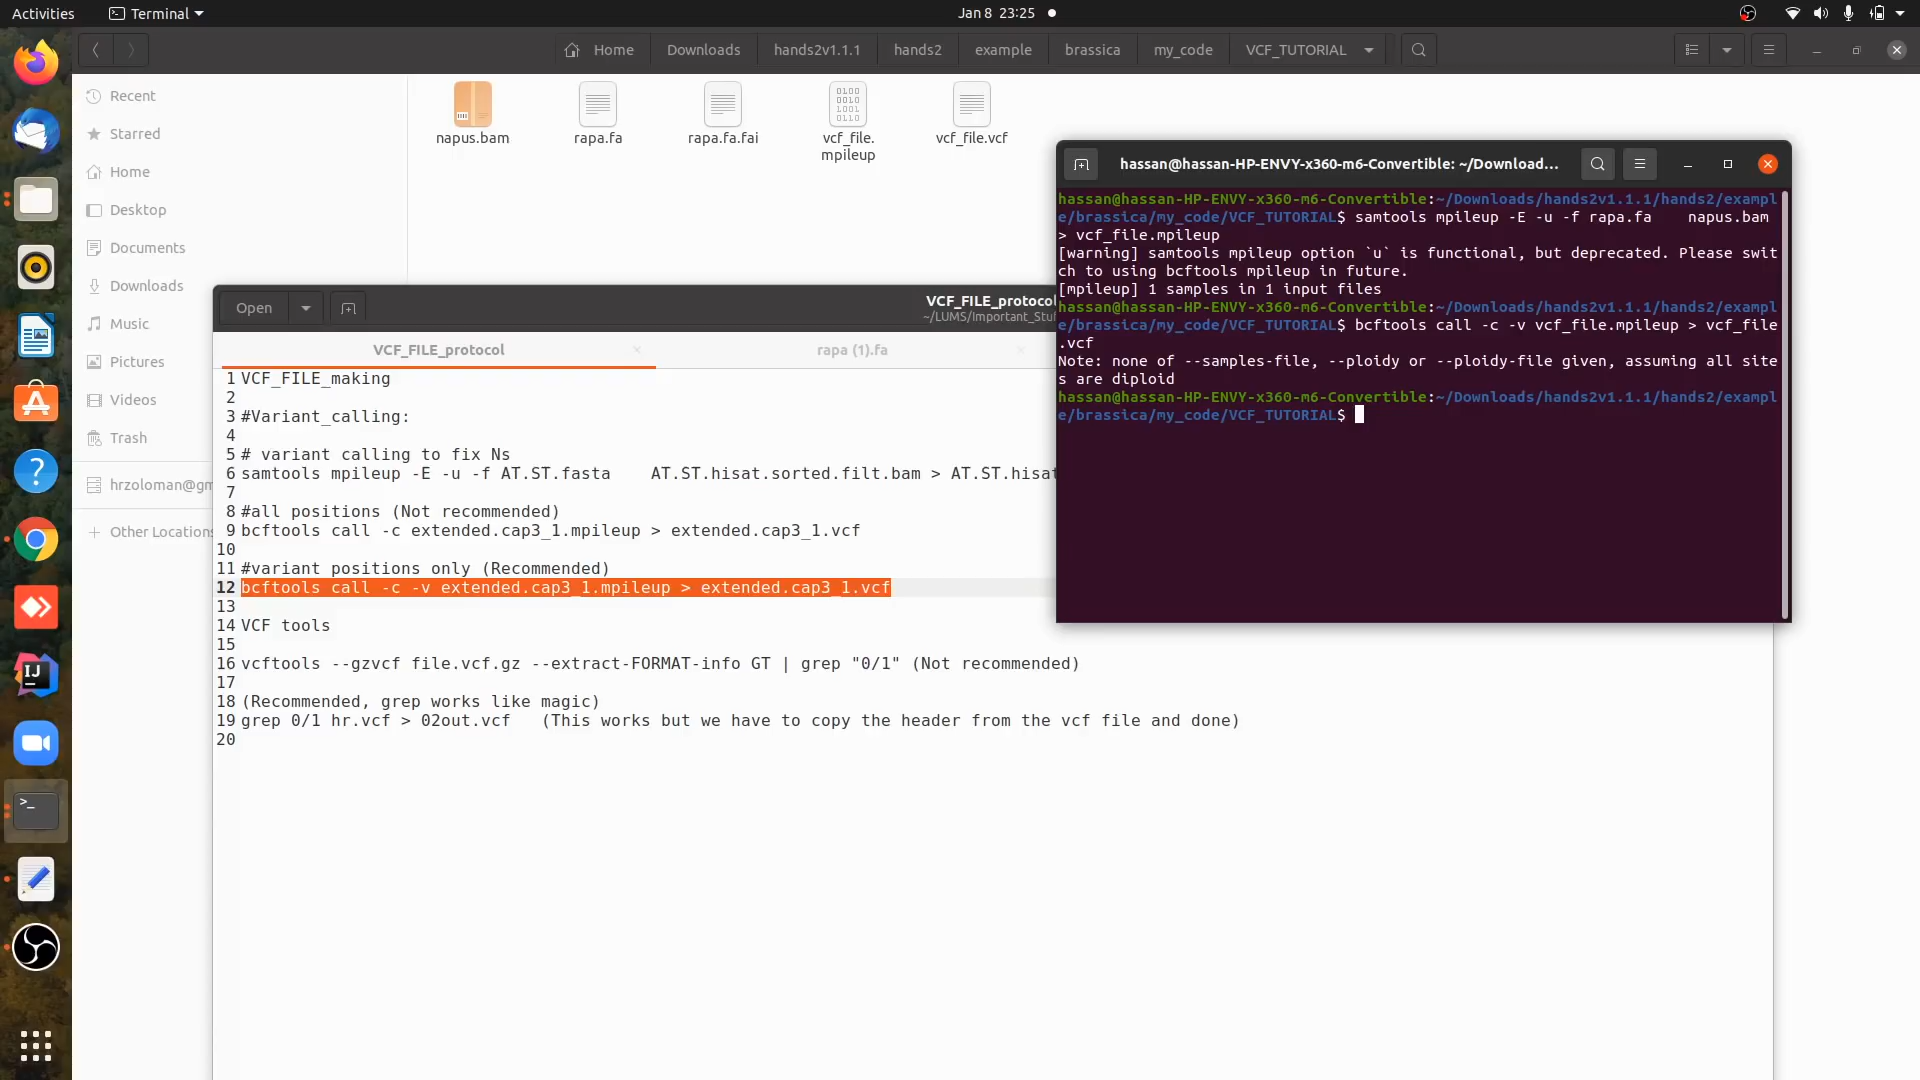 Activities
Terminal
Jan 8 23:25
Home
Downloads
hands2v1.1.1
hands2
example
brassica
my_code
VCF_TUTORIAL
Recent
Starred
Home
Desktop
Documents
Downloads
Music
Pictures
Videos
Trash
hrzoloman@gm
Other Locations
napus.bam
rapa.fa
rapa.fa.fai
vcf_file.
mpileup
vcf_file.vcf
Open
VCF_FILE_protocol
~/LUMS/Important_Stu
VCF_FILE_protocol
rapa (1).fa
1 VCF_FILE_making
2
3 #Variant_calling:
4
5 # variant calling to fix Ns
6 samtools mpileup -E -u -f AT.ST.fasta    AT.ST.hisat.sorted.filt.bam > AT.ST.hisat
7
8 #all positions (Not recommended)
9 bcftools call -c extended.cap3_1.mpileup > extended.cap3_1.vcf
10
11 #variant positions only (Recommended)
12 bcftools call -c -v extended.cap3_1.mpileup > extended.cap3_1.vcf
13
14 VCF tools
15
16 vcftools --gzvcf file.vcf.gz --extract-FORMAT-info GT | grep "0/1" (Not recommended)
17
18 (Recommended, grep works like magic)
19 grep 0/1 hr.vcf > 02out.vcf   (This works but we have to copy the header from the vcf file and done)
20
hassan@hassan-HP-ENVY-x360-m6-Convertible: ~/Download...
hassan@hassan-HP-ENVY-x360-m6-Convertible:~/Downloads/hands2v1.1.1/hands2/exampl
e/brassica/my_code/VCF_TUTORIAL$ samtools mpileup -E -u -f rapa.fa    napus.bam
> vcf_file.mpileup
[warning] samtools mpileup option `u` is functional, but deprecated. Please swit
ch to using bcftools mpileup in future.
[mpileup] 1 samples in 1 input files
hassan@hassan-HP-ENVY-x360-m6-Convertible:~/Downloads/hands2v1.1.1/hands2/exampl
e/brassica/my_code/VCF_TUTORIAL$ bcftools call -c -v vcf_file.mpileup > vcf_file
.vcf
Note: none of --samples-file, --ploidy or --ploidy-file given, assuming all site
s are diploid
hassan@hassan-HP-ENVY-x360-m6-Convertible:~/Downloads/hands2v1.1.1/hands2/exampl
e/brassica/my_code/VCF_TUTORIAL$